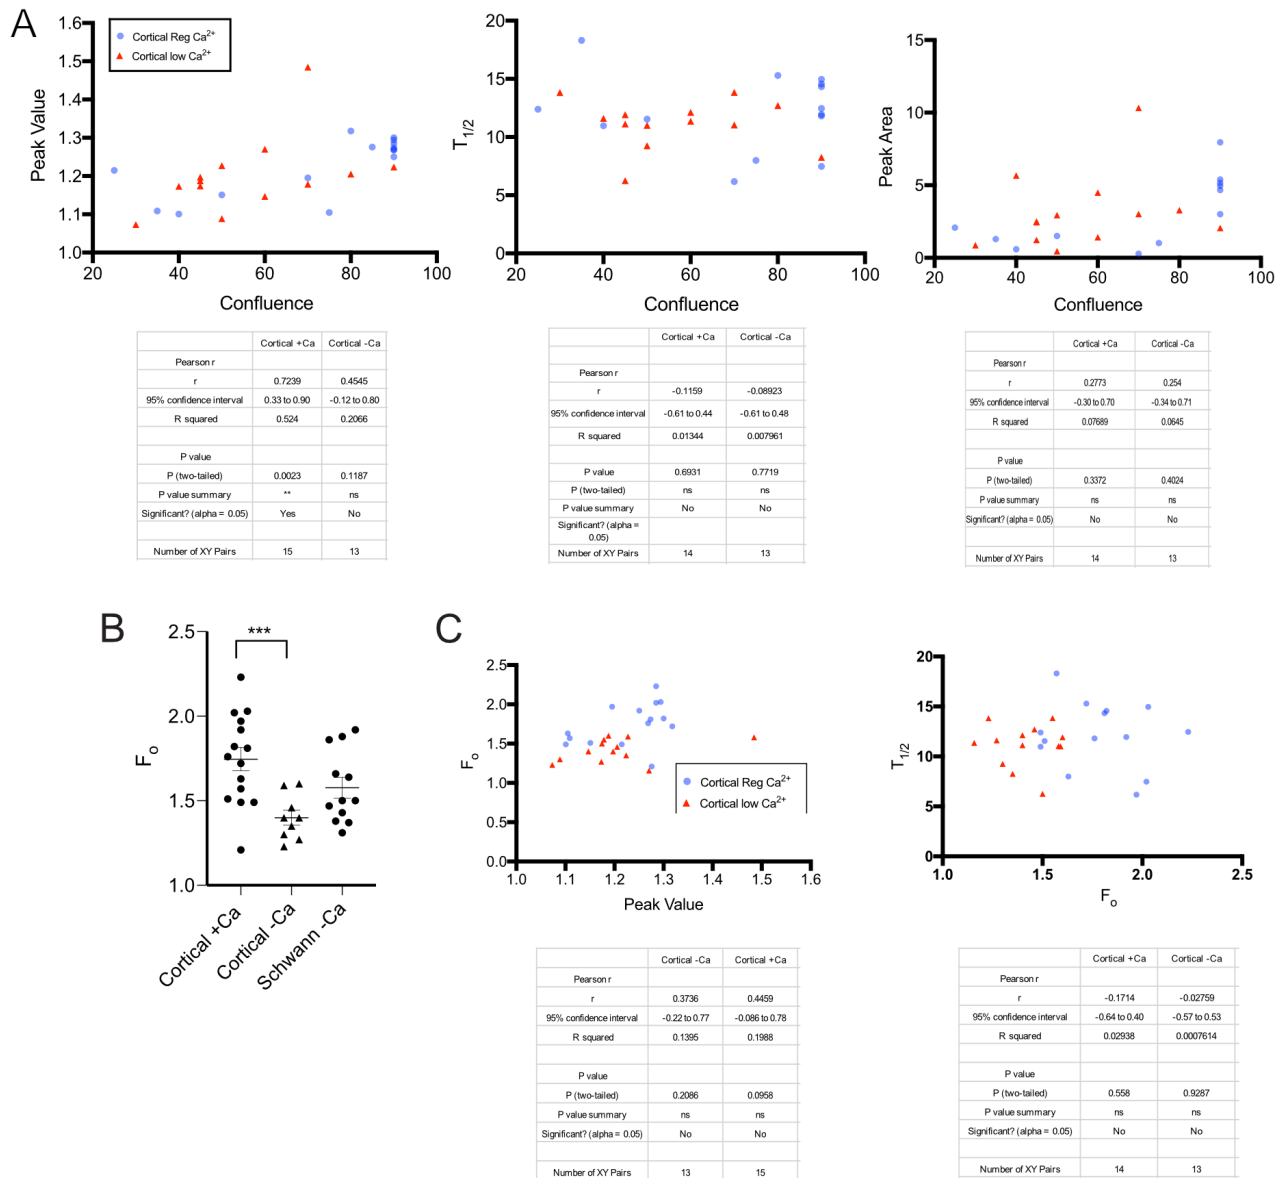 A
1.6
1.5
1.4
1.3
1.2
1.1
1.0
Peak Value
Cortical Reg Ca²⁺
Cortical low Ca²⁺
20 40 60 80 100
Confluence
20
15
10
5
0
T1/2
20 40 60 80 100
Confluence
15
10
5
0
Peak Area
20 40 60 80 100
Confluence
Cortical +Ca Cortical -Ca
Pearson r
r 0.7239 0.4545
95% confidence interval 0.33 to 0.90 -0.12 to 0.80
R squared 0.524 0.2066
P value
P (two-tailed) 0.0023 0.1187
P value summary ** ns
Significant? (alpha = 0.05) Yes No
Number of XY Pairs 15 13
Cortical +Ca Cortical -Ca
Pearson r
r -0.1159 -0.08923
95% confidence interval -0.61 to 0.44 -0.61 to 0.48
R squared 0.01344 0.007961
P value 0.6931 0.7719
P (two-tailed) ns ns
P value summary No No
Significant? (alpha =
0.05)
Number of XY Pairs 14 13
Cortical +Ca Cortical -Ca
Pearson r
r 0.2773 0.254
95% confidence interval -0.30 to 0.70 -0.34 to 0.71
R squared 0.07689 0.0645
P value
P (two-tailed) 0.3372 0.4024
P value summary ns ns
Significant? (alpha = 0.05) No No
Number of XY Pairs 14 13
B
2.5
2.0
1.5
1.0
Fo
***
Cortical +Ca
Cortical -Ca
Schwann -Ca
C
2.5
2.0
1.5
1.0
0.5
0.0
Fo
Cortical Reg Ca²⁺
Cortical low Ca²⁺
1.0 1.1 1.2 1.3 1.4 1.5 1.6
Peak Value
20
15
10
5
0
T1/2
1.0 1.5 2.0 2.5
Fo
Cortical -Ca Cortical +Ca
Pearson r
r 0.3736 0.4459
95% confidence interval -0.22 to 0.77 -0.086 to 0.78
R squared 0.1395 0.1988
P value
P (two-tailed) 0.2086 0.0958
P value summary ns ns
Significant? (alpha = 0.05) No No
Number of XY Pairs 13 15
Cortical +Ca Cortical -Ca
Pearson r
r -0.1714 -0.02759
95% confidence interval -0.64 to 0.40 -0.57 to 0.53
R squared 0.02938 0.0007614
P value
P (two-tailed) 0.558 0.9287
P value summary ns ns
Significant? (alpha = 0.05) No No
Number of XY Pairs 14 13